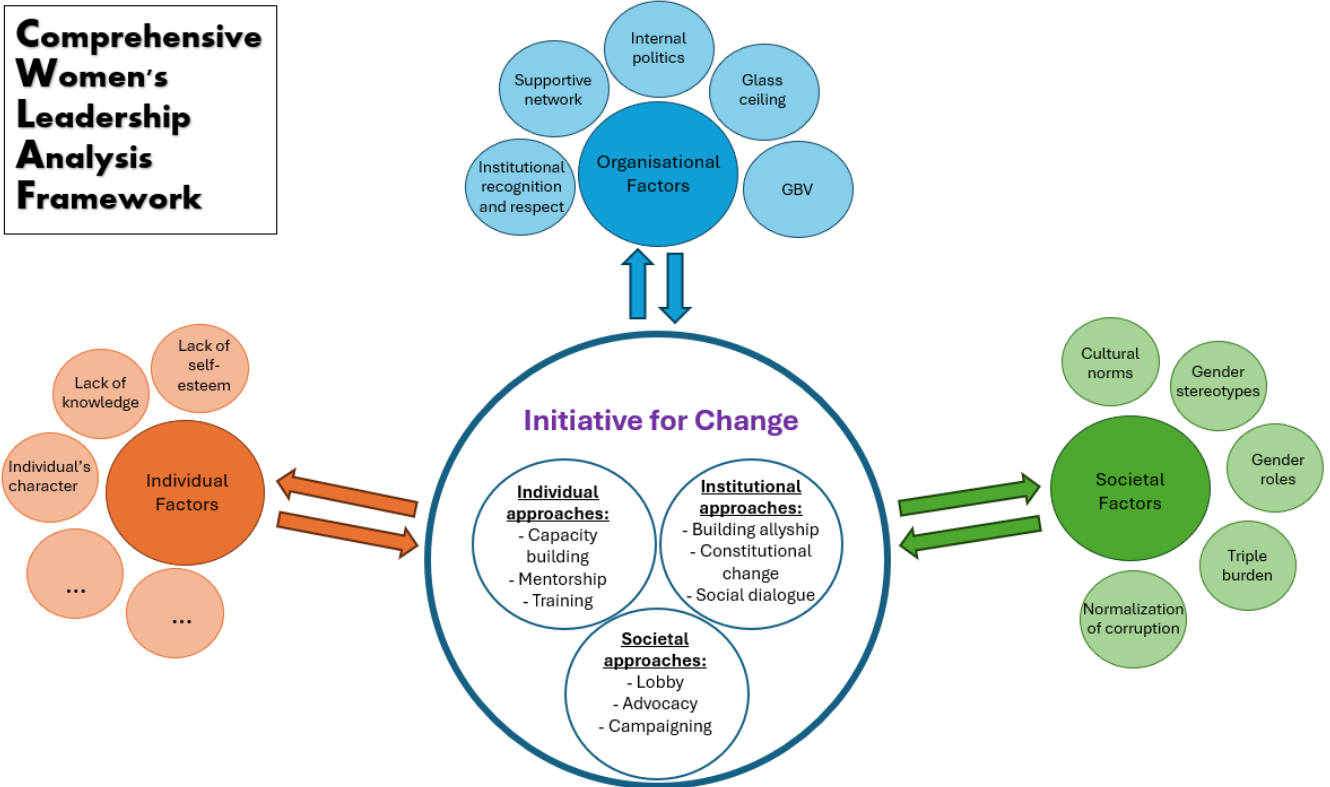 Comprehensive
Women's
Leadership
Analysis
Framework
Internal
politics
Supportive
network
Glass
ceiling
Institutional
recognition
and respect
Organisational
Factors
GBV
Lack of
self-
esteem
Lack of
knowledge
Individual's
character
Individual
Factors
...
...
Initiative for Change
Individual
approaches:
- Capacity
building
- Mentorship
- Training
Institutional
approaches:
- Building allyship
- Constitutional
change
- Social dialogue
Societal
approaches:
- Lobby
- Advocacy
- Campaigning
Cultural
norms
Gender
stereotypes
Gender
roles
Societal
Factors
Triple
burden
Normalization
of corruption